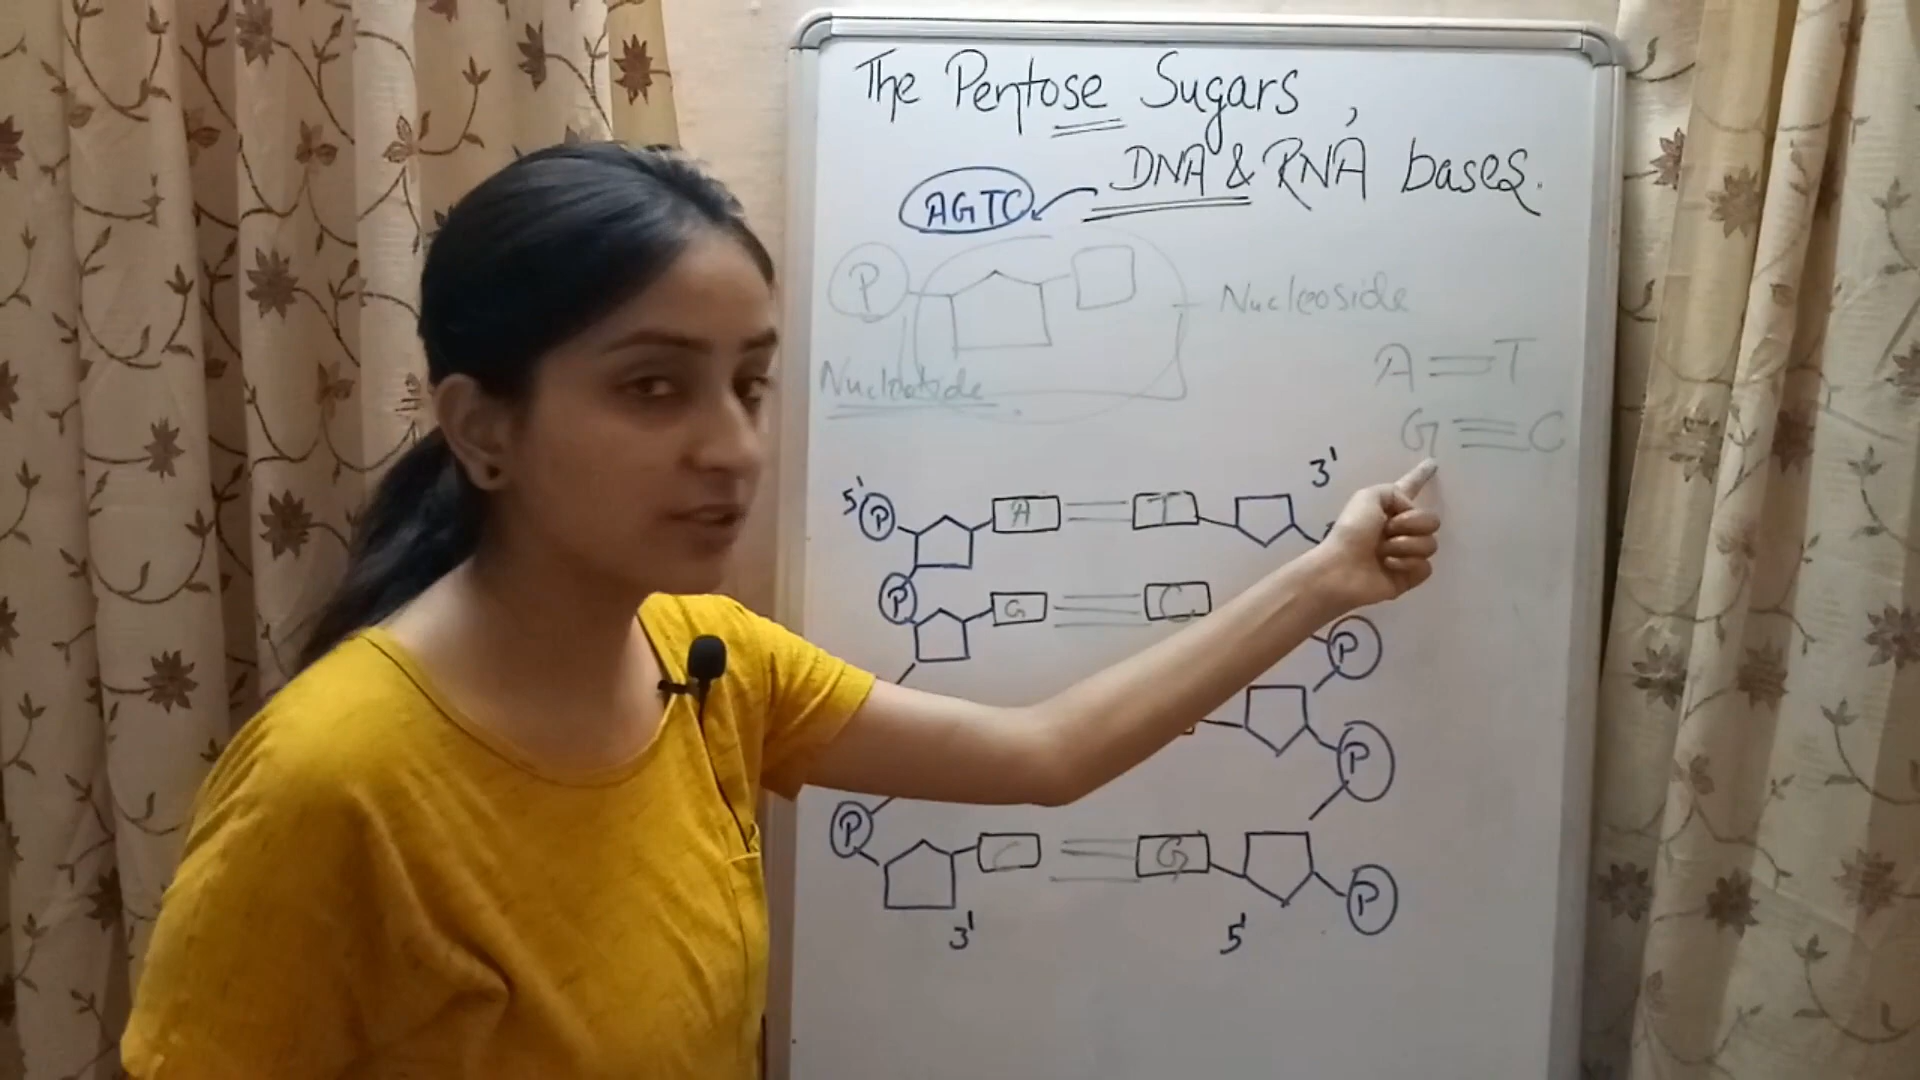 The Pentose Sugars,
DNA & RNA bases.
AGTC
P
Nucleoside
Nucleotide
A = T
G ≡ C
3'
5' P A T
P G C
P
P
P C G
P
3' 5'